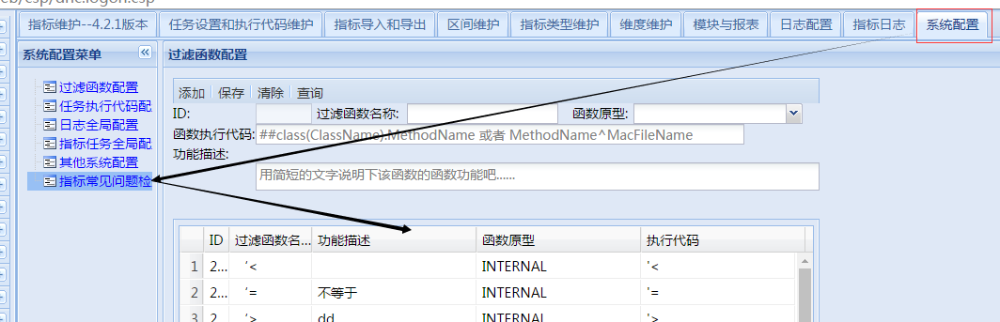 指标维护--4.2.1版本 任务设置和执行代码维护 指标导入和导出 区间维护 指标类型维护 维度维护 模块与报表 日志配置 指标日志 系统配置
系统配置菜单
过滤函数配置
任务执行代码配
日志全局配置
指标任务全局配
其他系统配置
指标常见问题检
过滤函数配置
添加 保存 清除 查询
ID: 过滤函数名称: 函数原型:
函数执行代码: ##class(ClassName).MethodName 或者 MethodName^MacFileName
功能描述:
用简短的文字说明下该函数的函数功能吧......
ID 过滤函数名... 功能描述 函数原型 执行代码
1 2... '< INTERNAL '<
2 2... '= 不等于 INTERNAL '=
3 2... '> dd INTERNAL '>